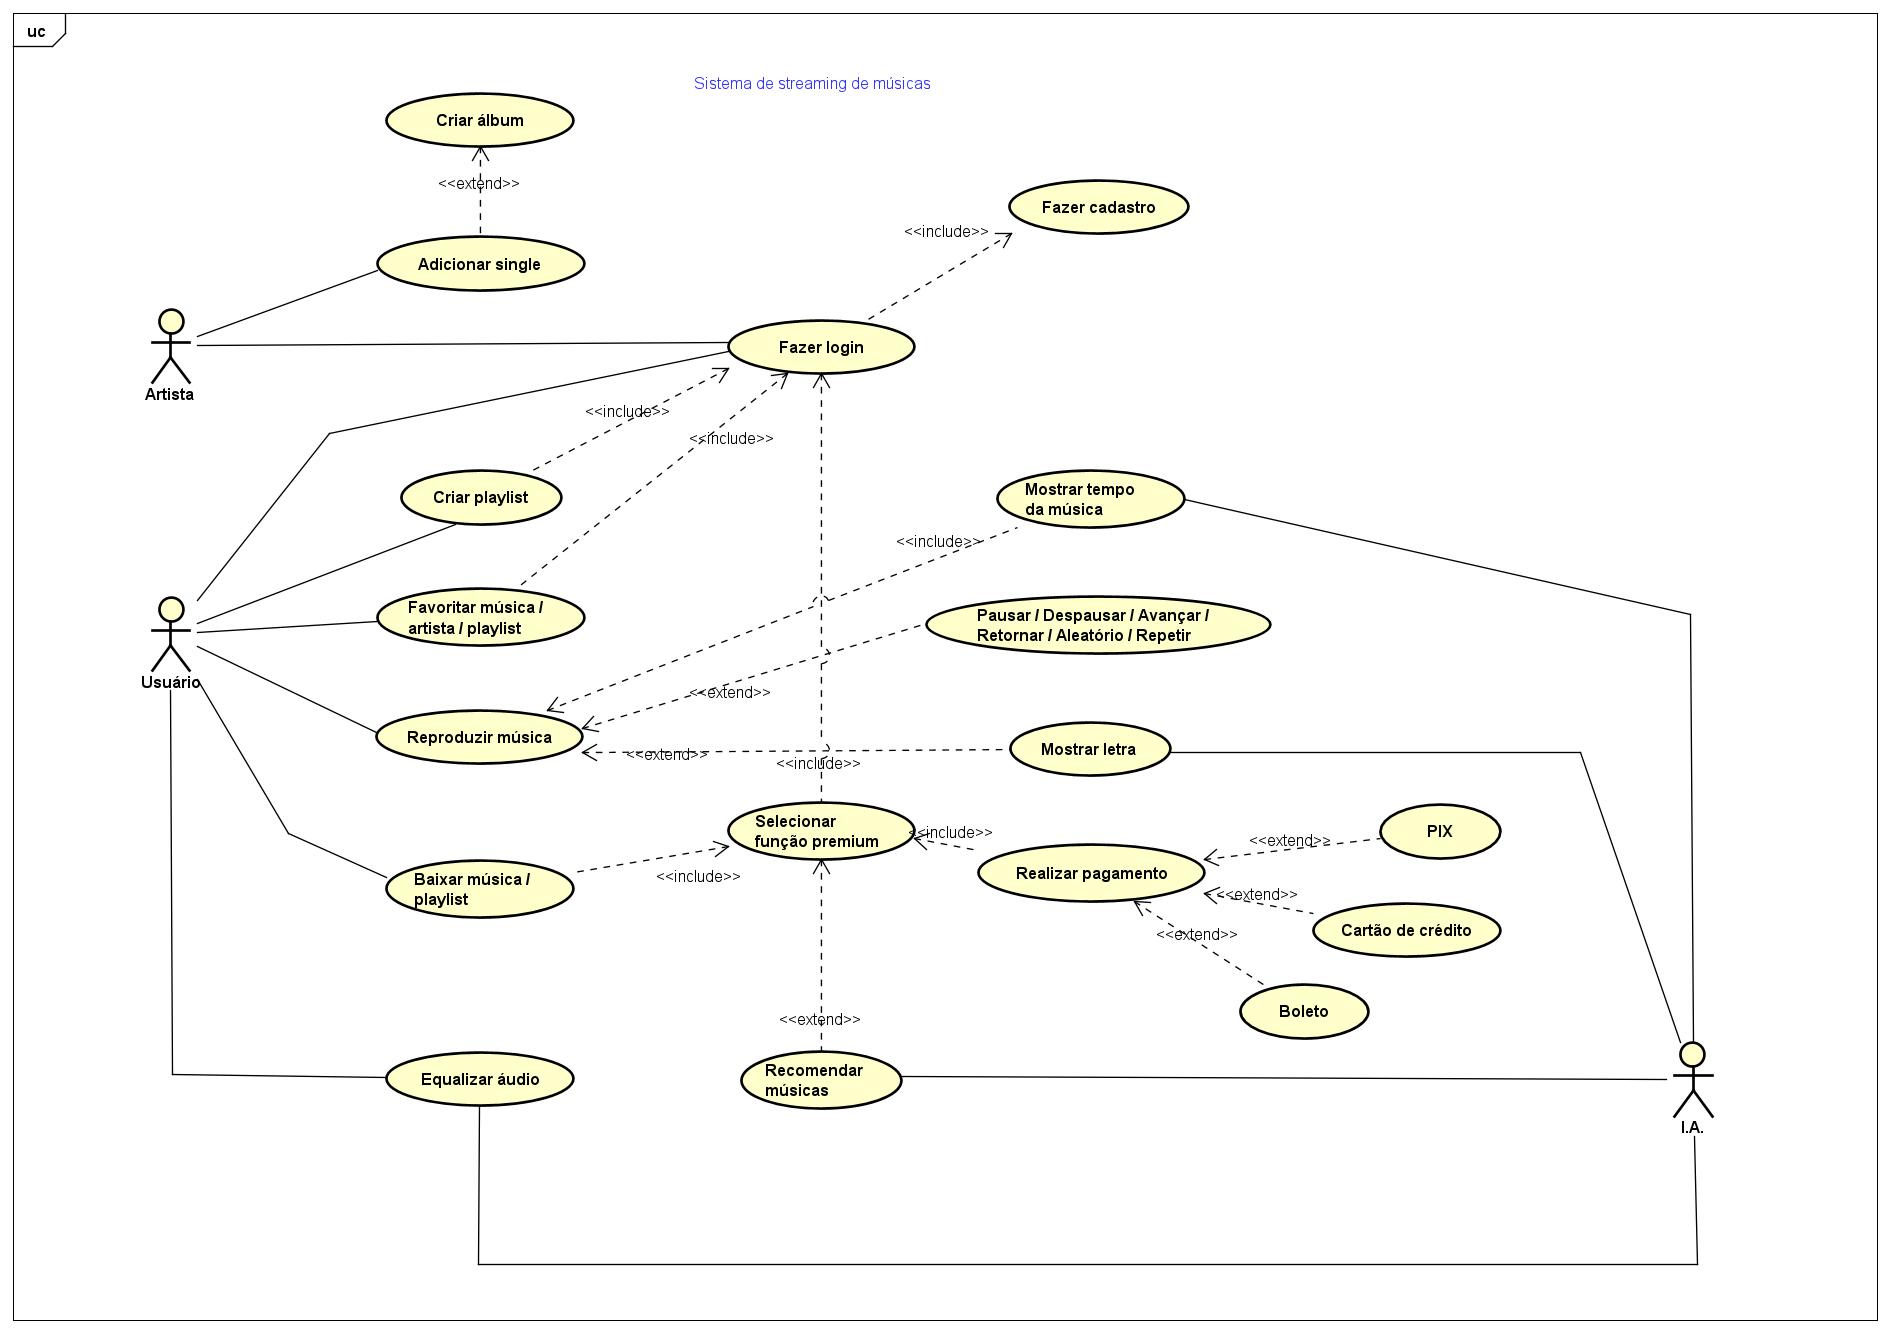 uc
Sistema de streaming de músicas
Criar álbum
<<extend>>
Fazer cadastro
<<include>>
Adicionar single
Fazer login
Artista
<<include>>
<<include>>
Criar playlist
Mostrar tempo
da música
<<include>>
Favoritar música /
artista / playlist
Pausar / Despausar / Avançar /
Retornar / Aleatório / Repetir
Usuário
<<extend>>
Reproduzir música
Mostrar letra
<<extend>>
<<include>>
Selecionar
função premium
<<include>>
PIX
<<extend>>
Realizar pagamento
<<include>>
Baixar música /
playlist
<<extend>>
Cartão de crédito
<<extend>>
Boleto
<<extend>>
Equalizar áudio
Recomendar
músicas
I.A.